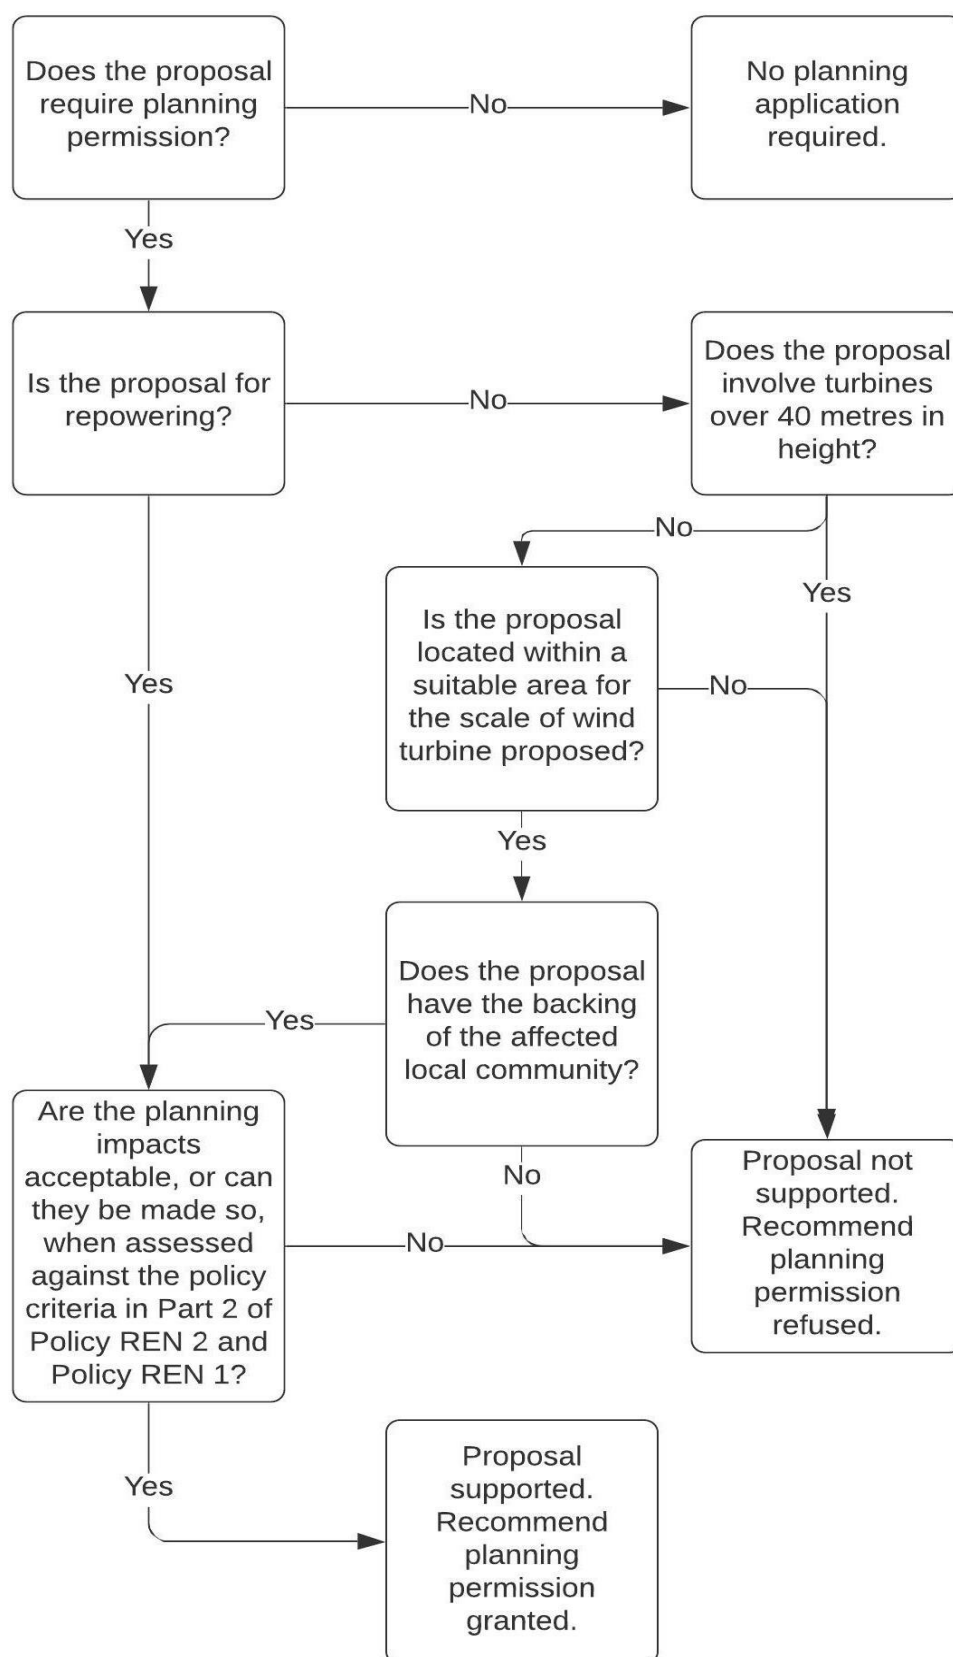 Does the proposal
require planning
permission?
No
No planning
application
required.
Yes
Is the proposal for
repowering?
No
Does the proposal
involve turbines
over 40 metres in
height?
No
Yes
Is the proposal
located within a
suitable area for
the scale of wind
turbine proposed?
No
Yes
Yes
Does the proposal
have the backing
of the affected
local community?
Yes
No
Are the planning
impacts
acceptable, or can
they be made so,
when assessed
against the policy
criteria in Part 2 of
Policy REN 2 and
Policy REN 1?
No
Proposal not
supported.
Recommend
planning
permission
refused.
Yes
Proposal
supported.
Recommend
planning
permission
granted.